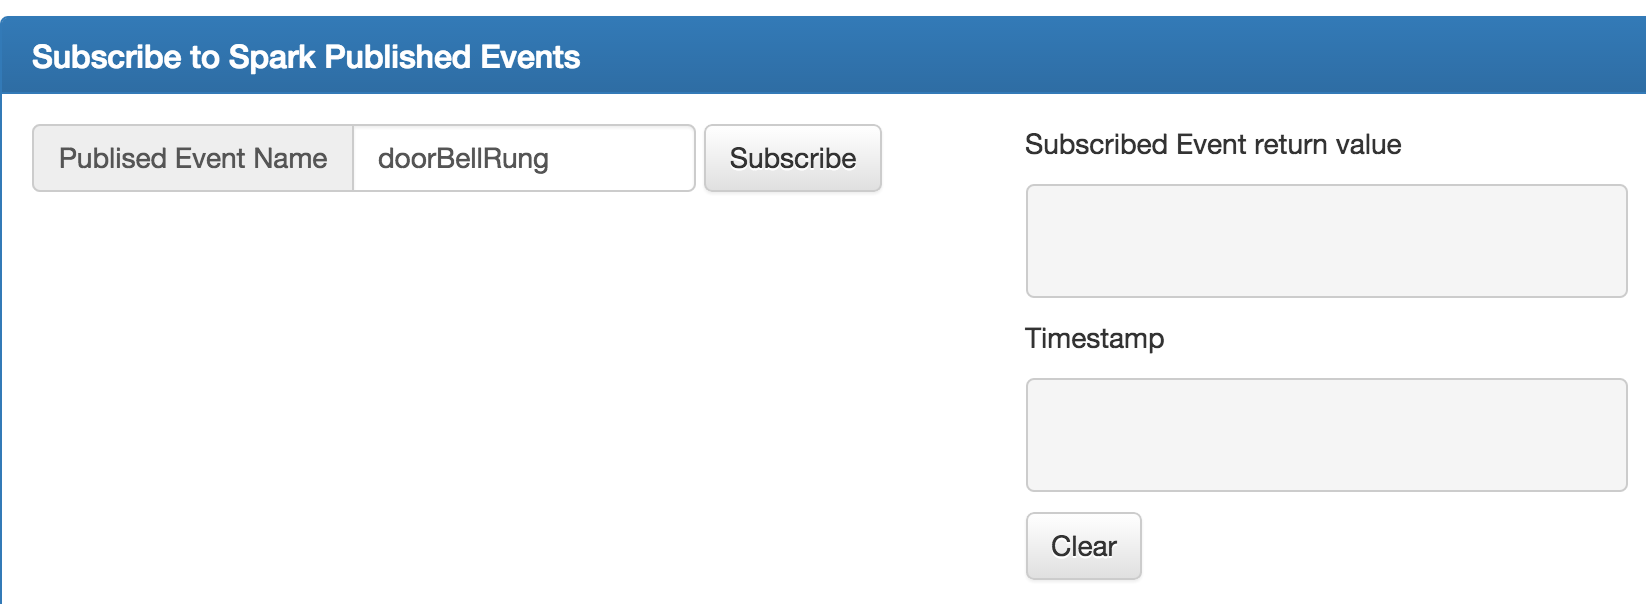 Subscribe to Spark Published Events
Publised Event Name doorBellRung Subscribe
Subscribed Event return value
Timestamp
Clear